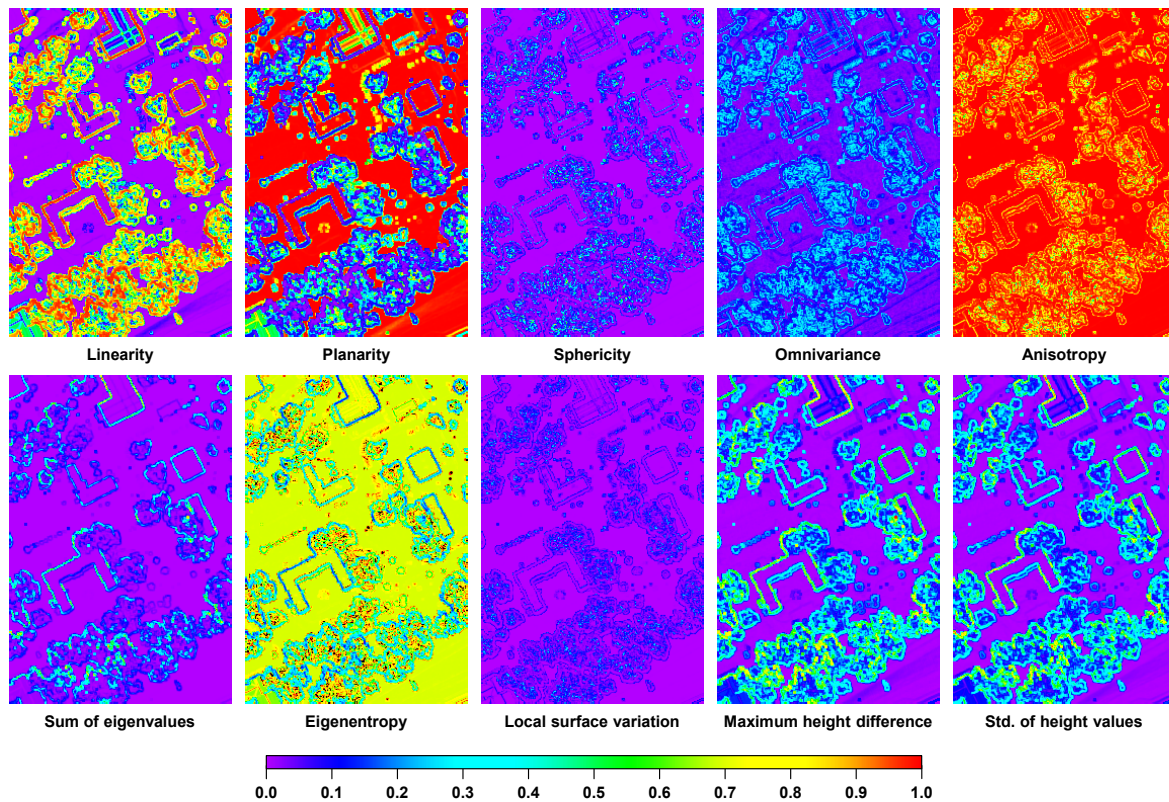 Linearity Planarity Sphericity Omnivariance Anisotropy
Sum of eigenvalues Eigenentropy Local surface variation Maximum height difference Std. of height values
0.0 0.1 0.2 0.3 0.4 0.5 0.6 0.7 0.8 0.9 1.0